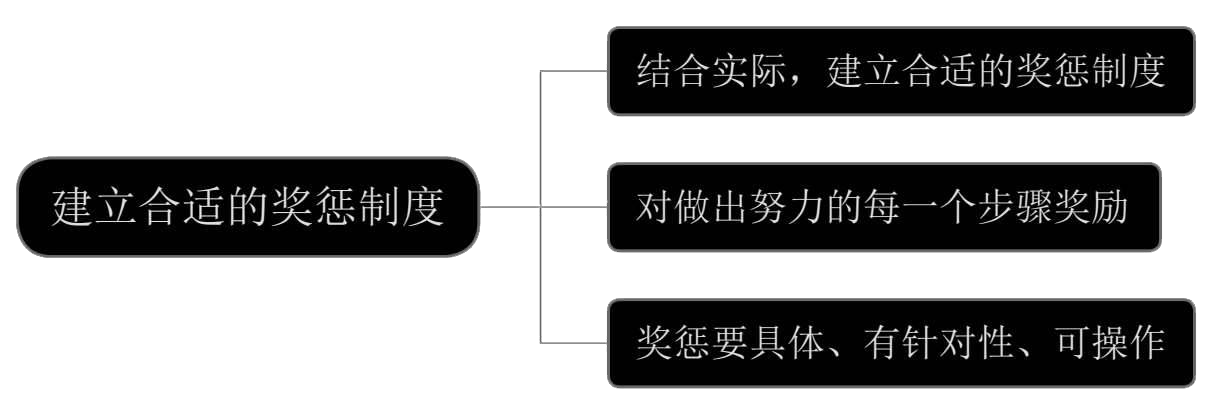 建立合适的奖惩制度
结合实际，建立合适的奖惩制度
对做出努力的每一个步骤奖励
奖惩要具体、有针对性、可操作